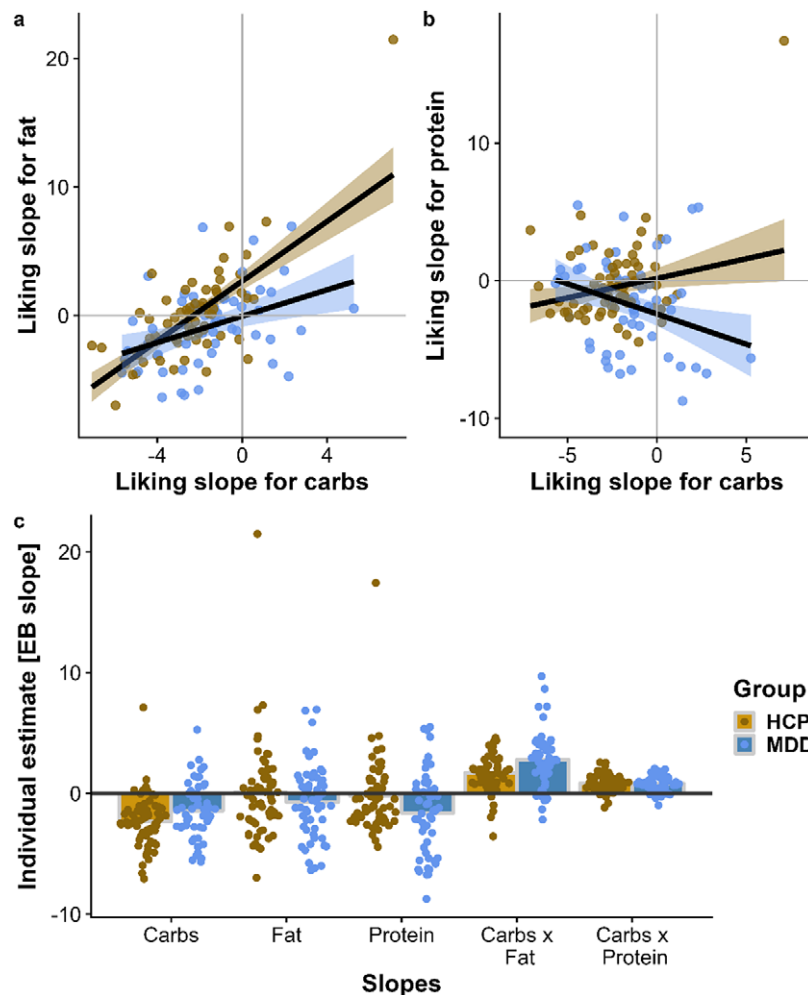 a
Liking slope for fat
20
10
0
-4
0
4
Liking slope for carbs
b
Liking slope for protein
10
0
-10
-5
0
5
Liking slope for carbs
c
Individual estimate [EB slope]
20
10
0
-10
Carbs
Fat
Protein
Carbs x
Fat
Carbs x
Protein
Slopes
Group
HCP
MDD